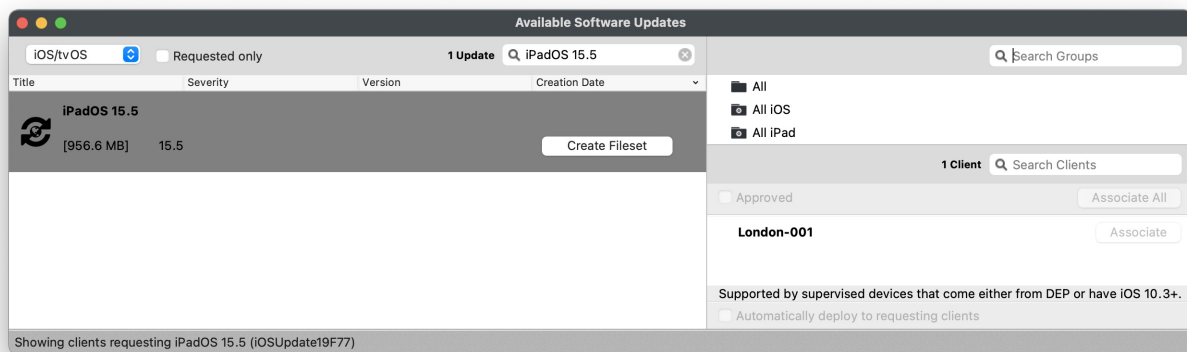 Available Software Updates
iOS/tvOS
Requested only
1 Update
iPadOS 15.5
Search Groups
Title
Severity
Version
Creation Date
iPadOS 15.5
[956.6 MB]
15.5
Create Fileset
All
All iOS
All iPad
1 Client
Search Clients
Approved
Associate All
London-001
Associate
Supported by supervised devices that come either from DEP or have iOS 10.3+.
Automatically deploy to requesting clients
Showing clients requesting iPadOS 15.5 (iOSUpdate19F77)